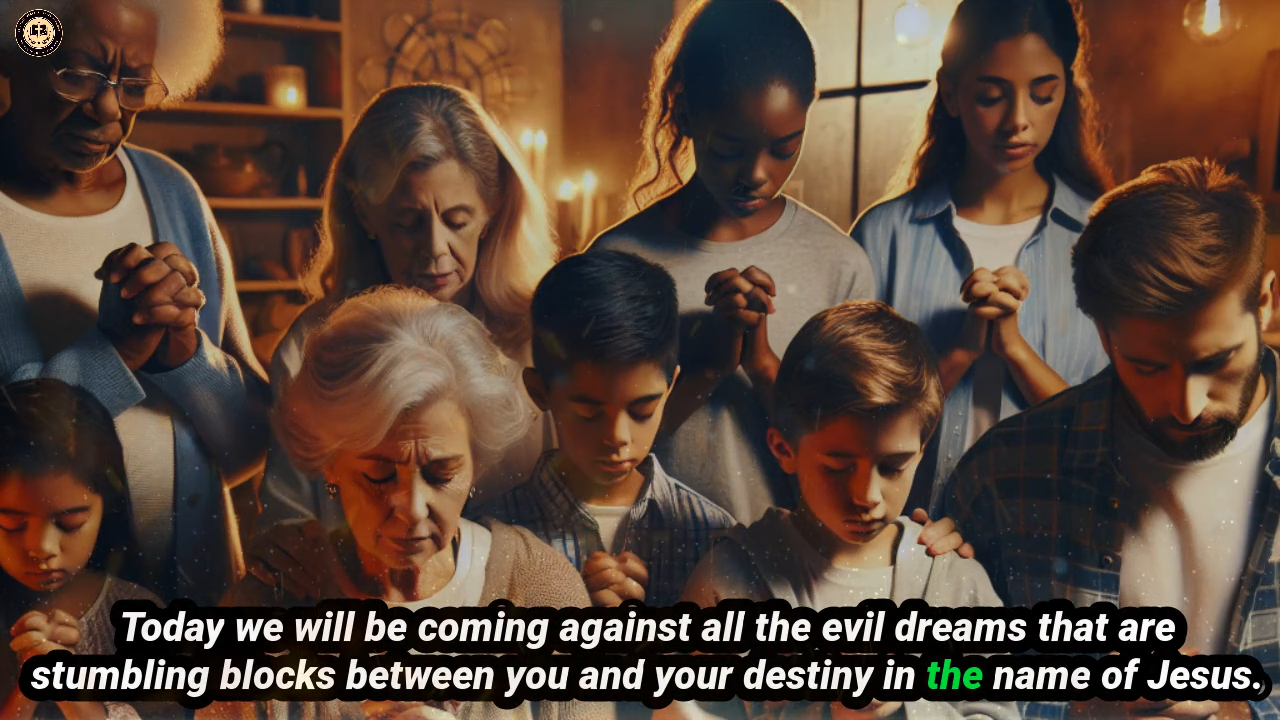 Today we will be coming against all the evil dreams that are
stumbling blocks between you and your destiny in the name of Jesus.